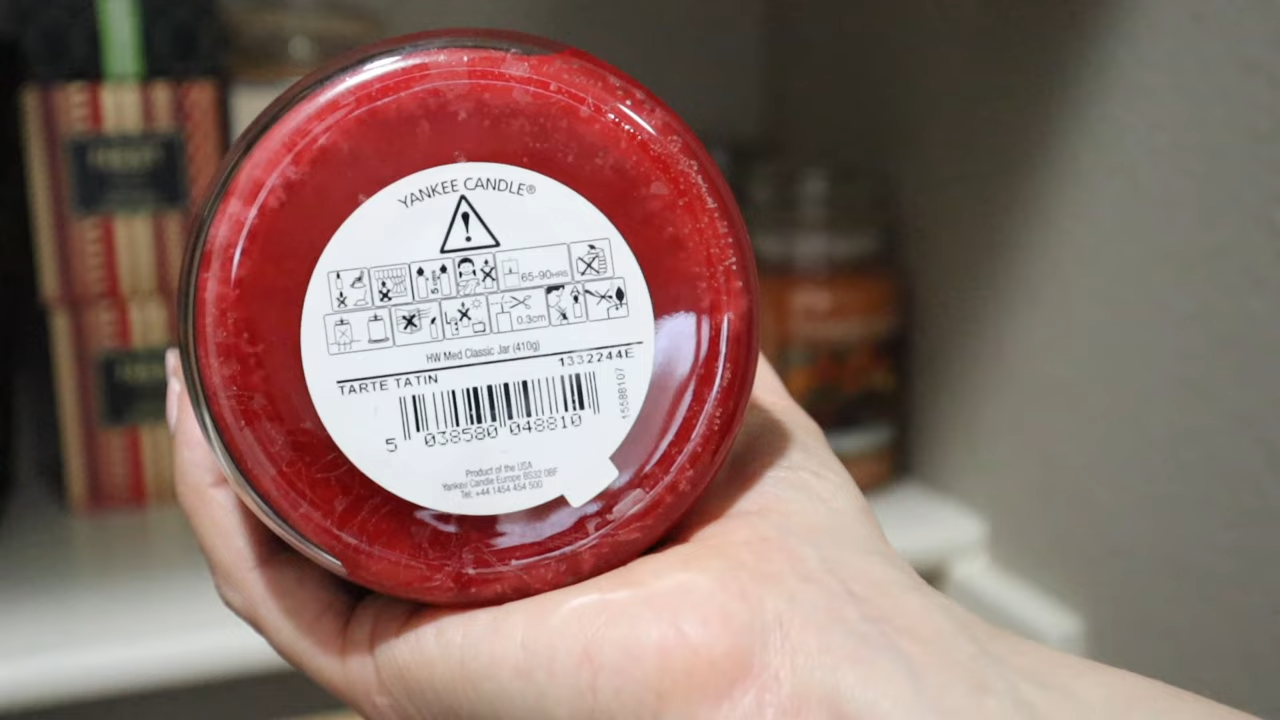 YANKEE CANDLE®
65-90HRS
0.3cm
HW Med Classic Jar (410g)
1332244E
TARTE TATIN
15588107
5 038580 048810
Product of the USA
Yankee Candle Europe BS32 0BF
Tel: +44 1454 454 500